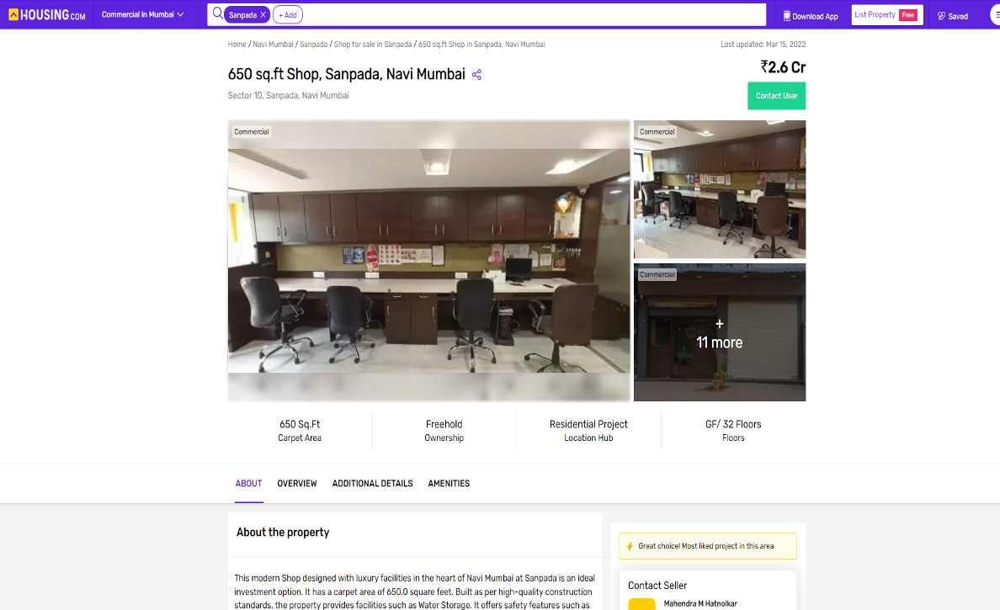 HOUSING.COM
Commercial In Mumbai
Sanpada X
+ Add
Download App
List Property Free
Saved
Home / Navi Mumbai / Sanpada / Shop for sale in Sanpada / 650 sq.ft Shop in Sanpada, Navi Mumbai
Last updated: Mar 15, 2022
650 sq.ft Shop, Sanpada, Navi Mumbai
₹2.6 Cr
Sector 10, Sanpada, Navi Mumbai
Contact User
Commercial
Commercial
Commercial
+
11 more
650 Sq.Ft
Carpet Area
Freehold
Ownership
Residential Project
Location Hub
GF/ 32 Floors
Floors
ABOUT
OVERVIEW
ADDITIONAL DETAILS
AMENITIES
About the property
This modern Shop designed with luxury facilities in the heart of Navi Mumbai at Sanpada is an ideal
investment option. It has a carpet area of 650.0 square feet. Built as per high-quality construction
standards, the property provides facilities such as Water Storage. It offers safety features such as
Great choice! Most liked project in this area
Contact Seller
Mahendra M Hatnolkar